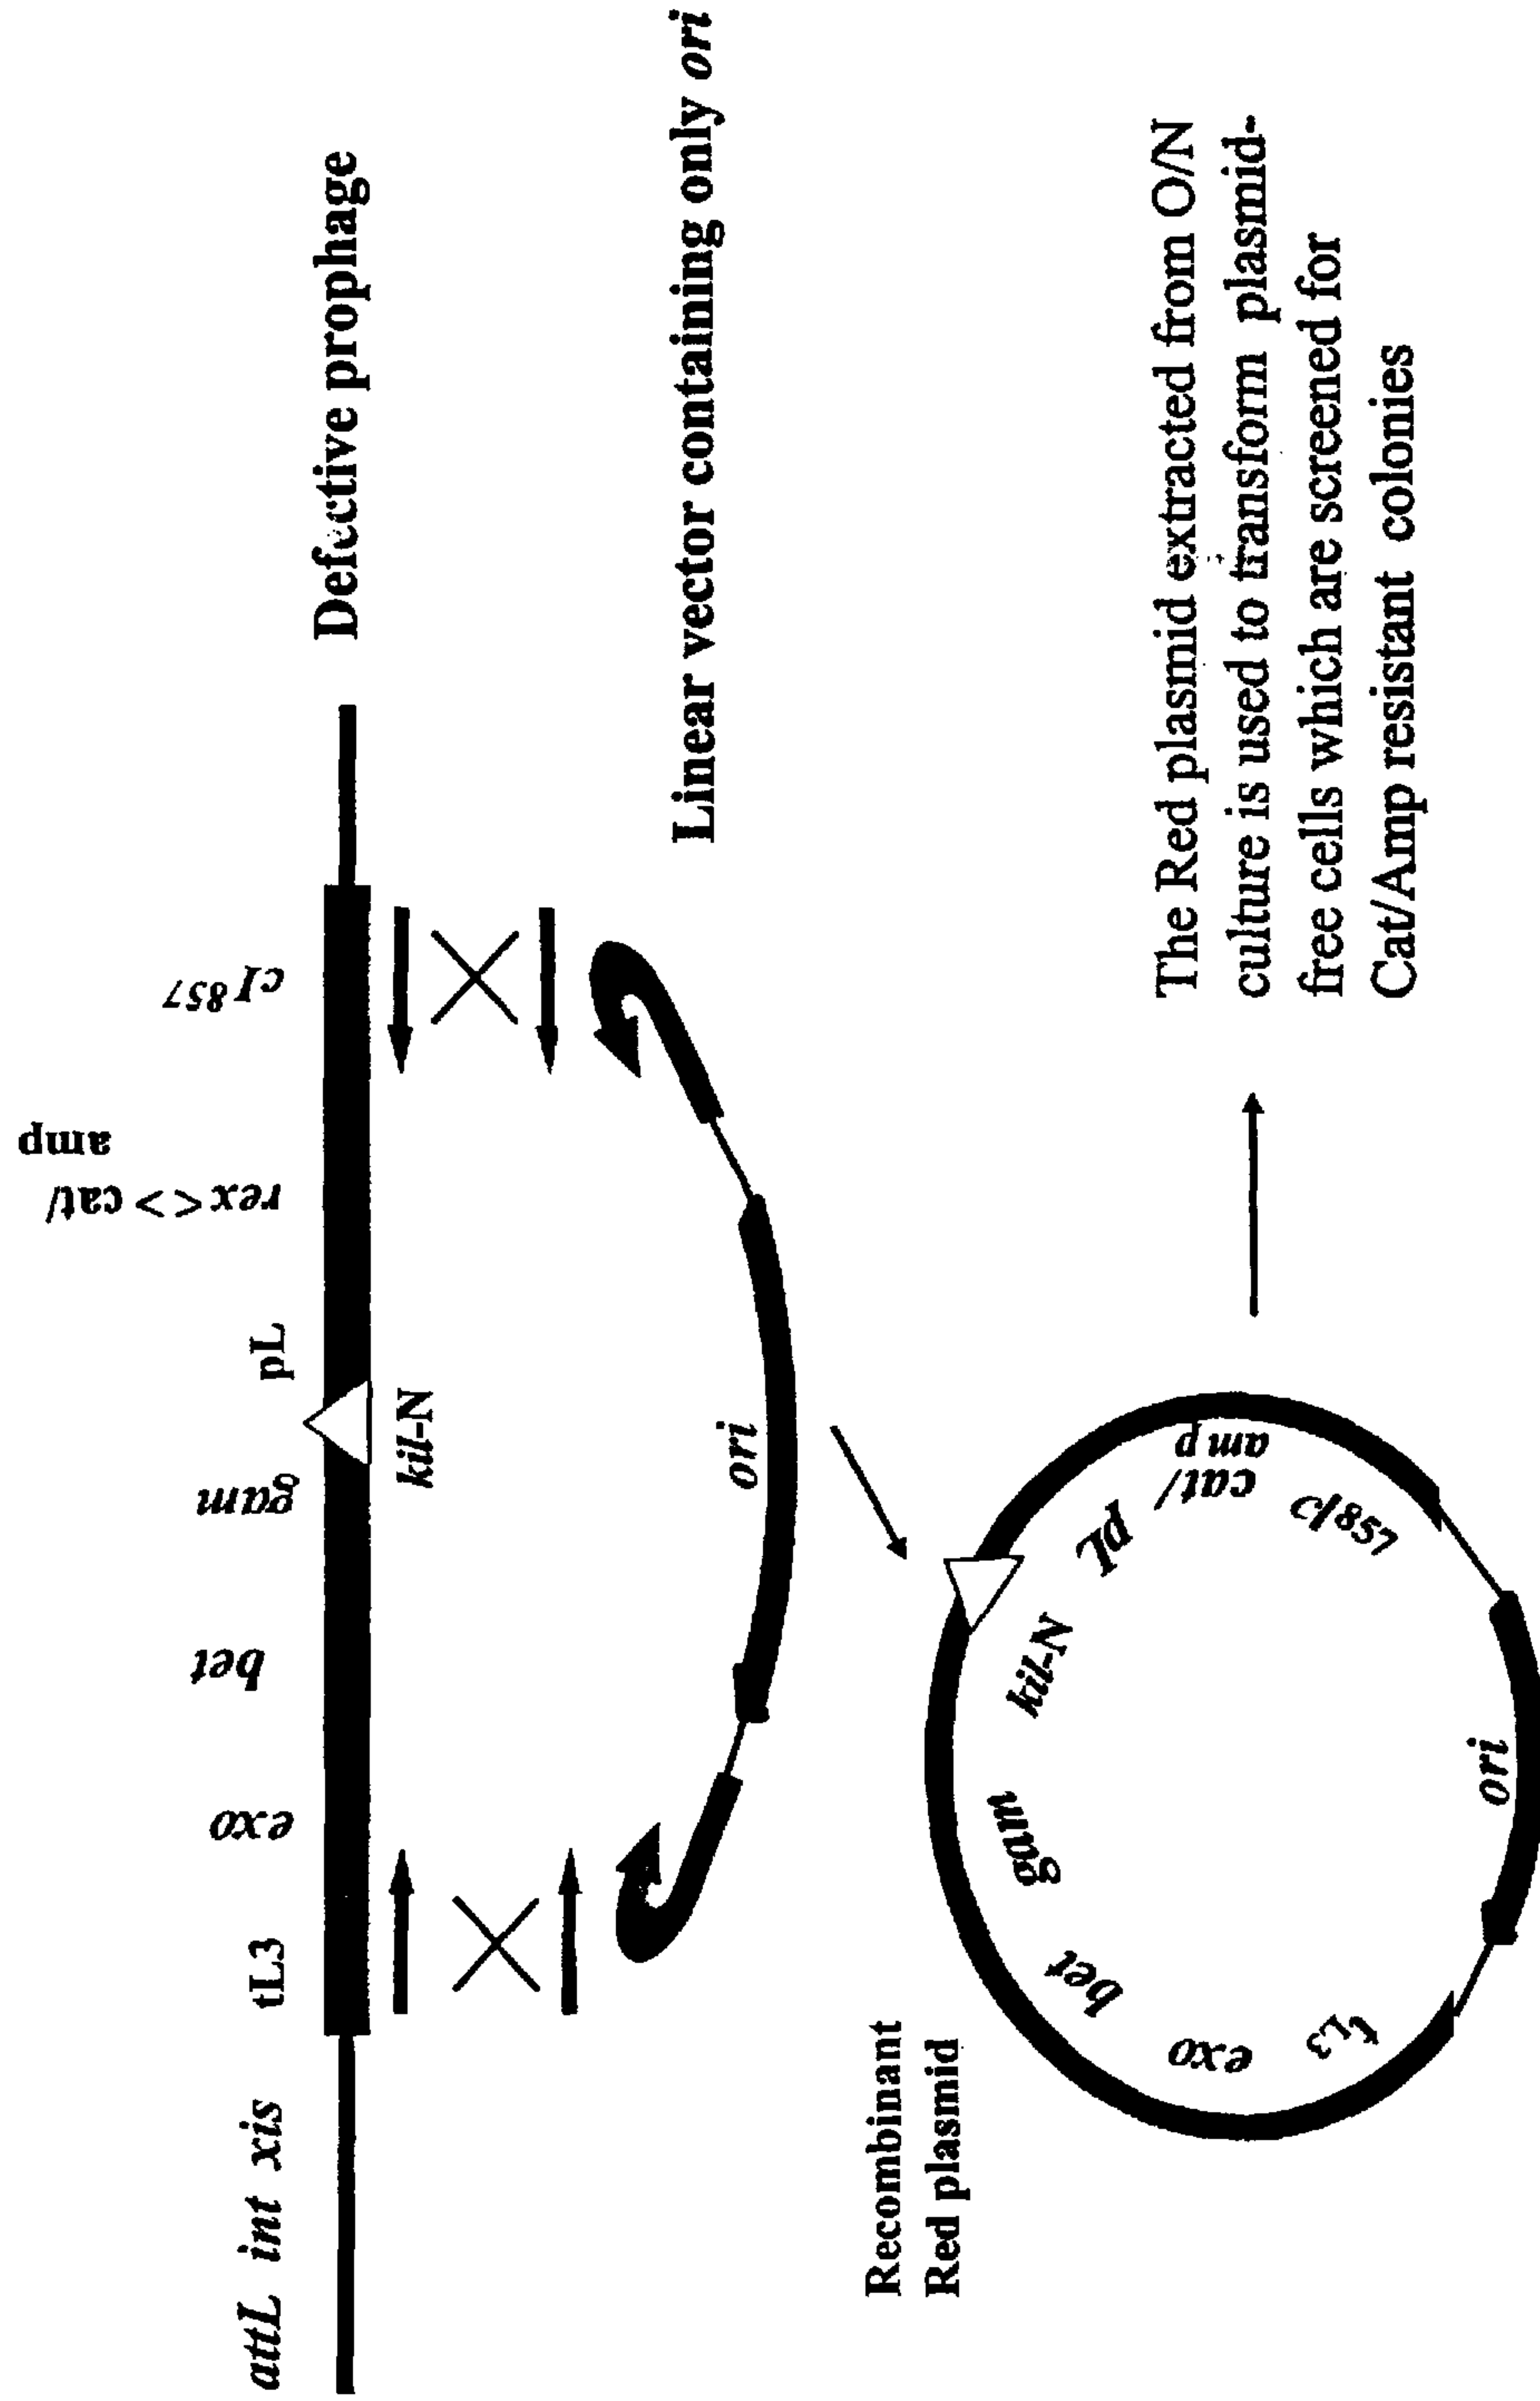 attL int xis
tL3
exo
bet
gam
pL
rex <> cat/
amp
cI857
Defective prophage
kil-N
ori
Linear vector containing only ori
Recombinant
Red plasmid
tL3
exo
bet
gam
kil-N
pL
cat/
amp
cI857
ori
The Red plasmid extracted from O/N
culture is used to transform plasmid-
free cells which are screened for
Cat/Amp resistant colonies